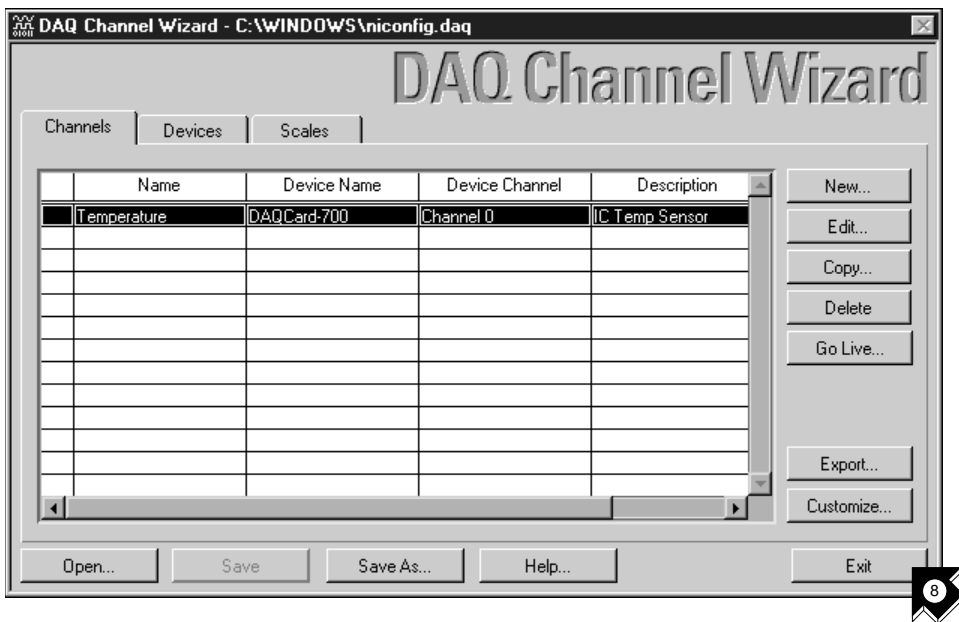 DAQ Channel Wizard - C:\WINDOWS\niconfig.daq
DAQ Channel Wizard
Channels Devices Scales
Name Device Name Device Channel Description
Temperature DAQCard-700 Channel 0 IC Temp Sensor
New...
Edit...
Copy...
Delete
Go Live...
Export...
Customize...
Open... Save Save As... Help... Exit
8